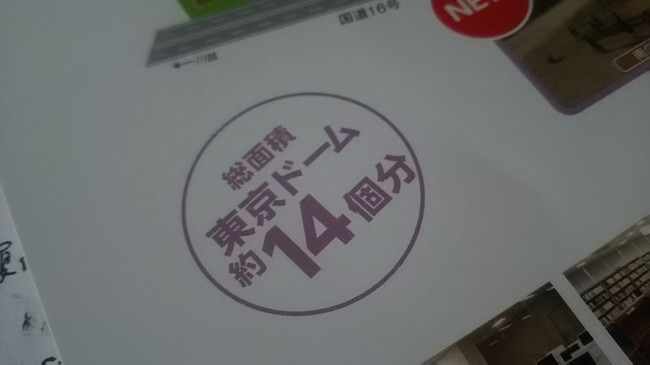 NEW
国道16号
←川越
総面積
東京ドーム
約14個分